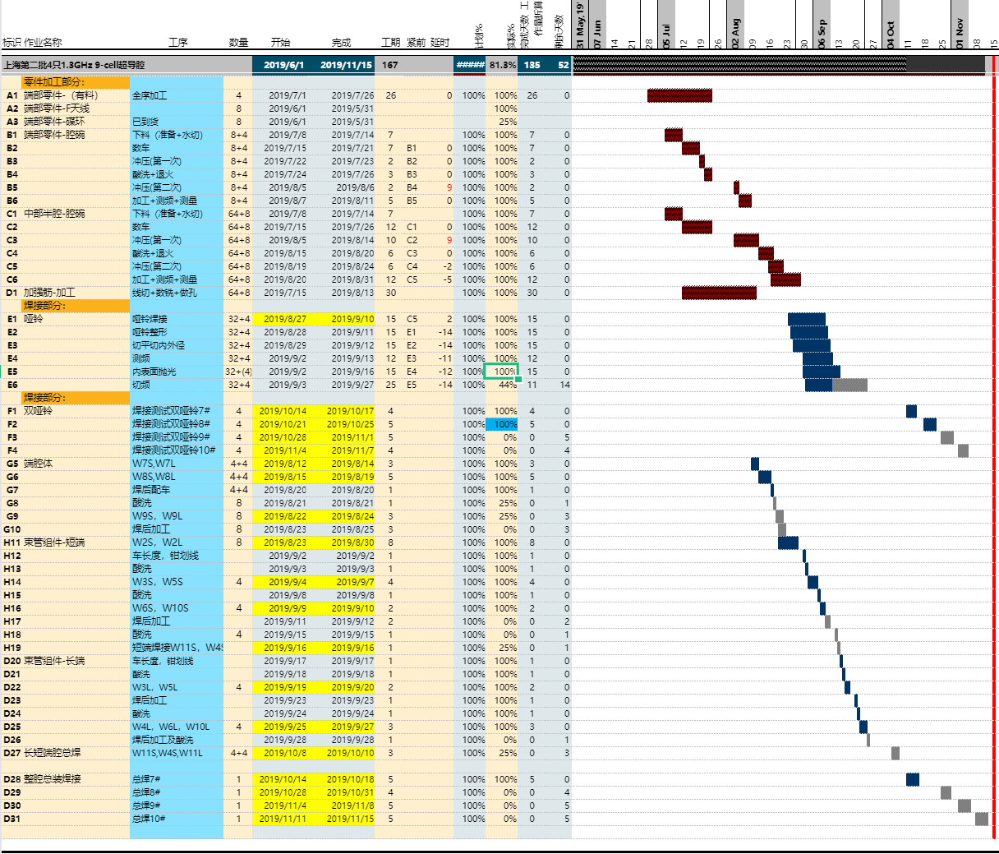 标识 作业名称 工序 数量 开始 完成 工期 紧前 延时 计划% 实际% 完成天数 工作量折算 剩余天数 31 May,19' 07 Jun 14 21 28 05 Jul 12 19 26 02 Aug 09 16 23 30 06 Sep 13 20 27 04 Oct 11 18 25 01 Nov 08 15
上海第二批4只1.3GHz 9-cell超导腔 2019/6/1 2019/11/15 167 ##### 81.3% 135 52
零件加工部分：
A1 端部零件-（有料） 全序加工 4 2019/7/1 2019/7/26 26 0 100% 100% 26 0
A2 端部零件-F天线 8 2019/6/1 2019/5/31 100%
A3 端部零件-碟环 已到货 8 2019/6/1 2019/5/31 25%
B1 端部零件-腔碗 下料（准备+水切) 8+4 2019/7/8 2019/7/14 7 100% 100% 7 0
B2 数车 8+4 2019/7/15 2019/7/21 7 B1 0 100% 100% 7 0
B3 冲压(第一次) 8+4 2019/7/22 2019/7/23 2 B2 0 100% 100% 2 0
B4 酸洗+退火 8+4 2019/7/24 2019/7/26 3 B3 0 100% 100% 3 0
B5 冲压(第二次) 8+4 2019/8/5 2019/8/6 2 B4 9 100% 100% 2 0
B6 加工+测频+测量 8+4 2019/8/7 2019/8/11 5 B5 0 100% 100% 5 0
C1 中部半腔-腔碗 下料（准备+水切) 64+8 2019/7/8 2019/7/14 7 100% 100% 7 0
C2 数车 64+8 2019/7/15 2019/7/26 12 C1 0 100% 100% 12 0
C3 冲压(第一次) 64+8 2019/8/5 2019/8/14 10 C2 9 100% 100% 10 0
C4 酸洗+退火 64+8 2019/8/15 2019/8/20 6 C3 0 100% 100% 6 0
C5 冲压(第二次) 64+8 2019/8/19 2019/8/24 6 C4 -2 100% 100% 6 0
C6 加工+测频+测量 64+8 2019/8/20 2019/8/31 12 C5 -5 100% 100% 12 0
D1 加强筋-加工 线切+数铣+做孔 64+8 2019/7/15 2019/8/13 30 100% 100% 30 0
焊接部分：
E1 哑铃 哑铃焊接 32+4 2019/8/27 2019/9/10 15 C5 2 100% 100% 15 0
E2 哑铃整形 32+4 2019/8/28 2019/9/11 15 E1 -14 100% 100% 15 0
E3 切平切内外径 32+4 2019/8/29 2019/9/12 15 E2 -14 100% 100% 15 0
E4 测频 32+4 2019/9/2 2019/9/13 12 E3 -11 100% 100% 12 0
E5 内表面抛光 32+(4) 2019/9/2 2019/9/16 15 E4 -12 100% 100% 15 0
E6 切频 32+4 2019/9/3 2019/9/27 25 E5 -14 100% 44% 11 14
焊接部分：
F1 双哑铃 焊接测试双哑铃7# 4 2019/10/14 2019/10/17 4 100% 100% 4 0
F2 焊接测试双哑铃8# 4 2019/10/21 2019/10/25 5 100% 100% 5 0
F3 焊接测试双哑铃9# 4 2019/10/28 2019/11/1 5 100% 0% 0 5
F4 焊接测试双哑铃10# 4 2019/11/4 2019/11/7 4 100% 0% 0 4
G5 端腔体 W7S,W7L 4+4 2019/8/12 2019/8/14 3 100% 100% 3 0
G6 W8S,W8L 4+4 2019/8/15 2019/8/19 5 100% 100% 5 0
G7 焊后配车 4+4 2019/8/20 2019/8/20 1 100% 100% 1 0
G8 酸洗 8 2019/8/21 2019/8/21 1 100% 25% 0 1
G9 W9S，W9L 8 2019/8/22 2019/8/24 3 100% 25% 0 3
G10 焊后加工 8 2019/8/23 2019/8/25 3 100% 0% 0 3
H11 束管组件-短端 W2S，W2L 8 2019/8/23 2019/8/30 8 100% 100% 8 0
H12 车长度，钳划线 2019/9/2 2019/9/2 1 100% 100% 1 0
H13 酸洗 2019/9/3 2019/9/3 1 100% 100% 1 0
H14 W3S，W5S 4 2019/9/4 2019/9/7 4 100% 100% 4 0
H15 酸洗 2019/9/8 2019/9/8 1 100% 100% 1 0
H16 W6S，W10S 4 2019/9/9 2019/9/10 2 100% 100% 2 0
H17 焊后加工 2019/9/11 2019/9/12 2 100% 0% 0 2
H18 酸洗 4 2019/9/15 2019/9/15 1 100% 0% 0 1
H19 短端焊接W11S，W4S 2019/9/16 2019/9/16 1 100% 25% 0 1
D20 束管组件-长端 车长度，钳划线 2019/9/17 2019/9/17 1 100% 100% 1 0
D21 酸洗 2019/9/18 2019/9/18 1 100% 100% 1 0
D22 W3L，W5L 4 2019/9/19 2019/9/20 2 100% 100% 2 0
D23 焊后加工 2019/9/23 2019/9/23 1 100% 100% 1 0
D24 酸洗 2019/9/24 2019/9/24 1 100% 100% 1 0
D25 W4L，W6L，W10L 4 2019/9/25 2019/9/27 3 100% 100% 3 0
D26 焊后加工及酸洗 2019/9/28 2019/9/28 1 100% 0% 0 1
D27 长短端腔总焊 W11S,W4S,W11L 4+4 2019/10/8 2019/10/10 3 100% 25% 0 3
D28 整腔总装焊接 总焊7# 1 2019/10/14 2019/10/18 5 100% 100% 5 0
D29 总焊8# 1 2019/10/28 2019/10/31 4 100% 0% 0 4
D30 总焊9# 1 2019/11/4 2019/11/8 5 100% 0% 0 5
D31 总焊10# 1 2019/11/11 2019/11/15 5 100% 0% 0 5